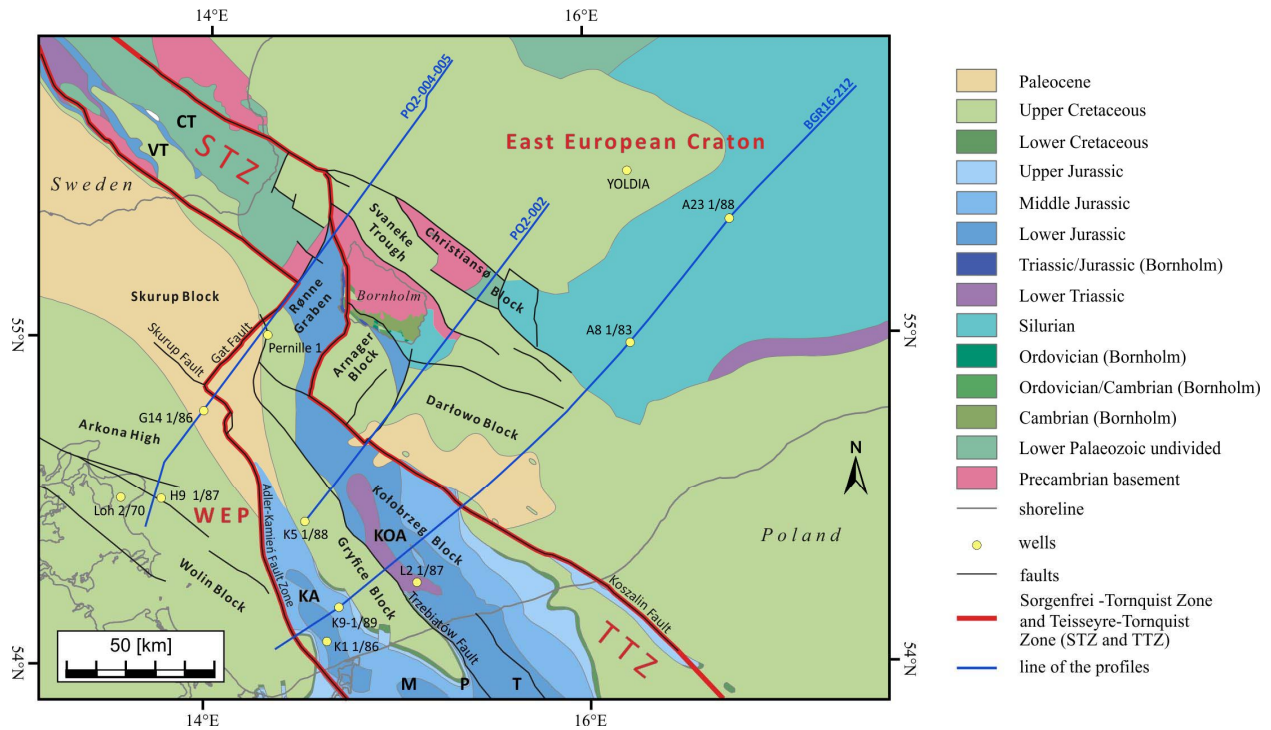 14°E
16°E
PQ2-004-005
BGR16-212
CT
STZ
VT
East European Craton
YOLDIA
Sweden
A23 1/88
Svaneke
Trough
Christiansø
Block
PQ2-002
Skurup Block
Rønne
Graben
Bornholm
55°N
55°N
Skurup Fault
Gat Fault
Pernille 1
Arnager
Block
A8 1/83
G14 1/86
Darłowo Block
Arkona High
H9 1/87
Loh 2/70
WEP
Adler-Kamień Fault Zone
K5 1/88
Kołobrzeg Block
KOA
Gryfice Block
L2 1/87
Wolin Block
KA
K9-1/89
K1 1/86
Trzebiatów Fault
Koszalin Fault
TTZ
N
Poland
50 [km]
54°N
54°N
M P T
14°E
16°E
Paleocene
Upper Cretaceous
Lower Cretaceous
Upper Jurassic
Middle Jurassic
Lower Jurassic
Triassic/Jurassic (Bornholm)
Lower Triassic
Silurian
Ordovician (Bornholm)
Ordovician/Cambrian (Bornholm)
Cambrian (Bornholm)
Lower Palaeozoic undivided
Precambrian basement
shoreline
wells
faults
Sorgenfrei -Tornquist Zone
and Teisseyre-Tornquist
Zone (STZ and TTZ)
line of the profiles